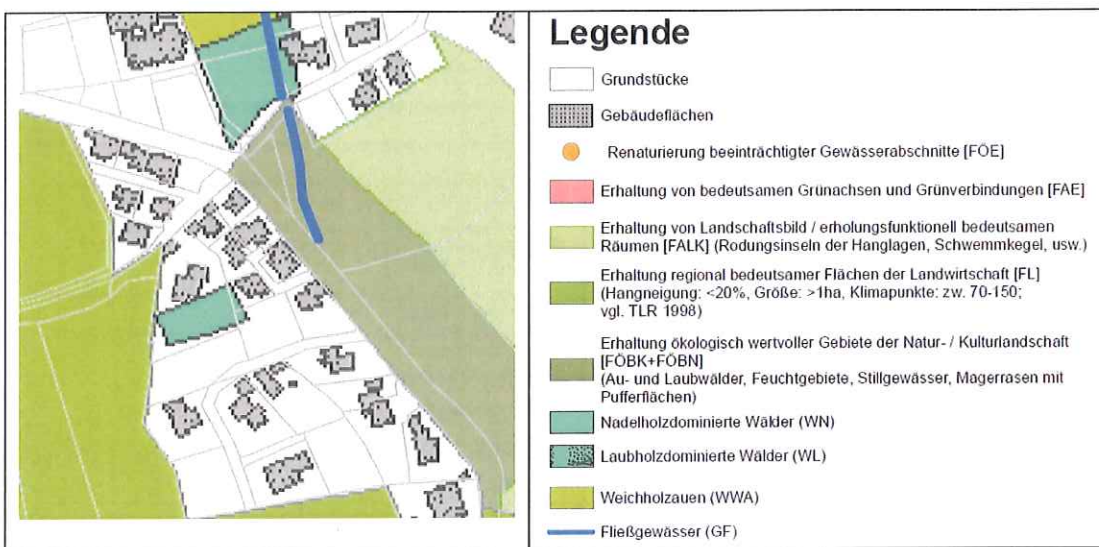 Legende
Grundstücke
Gebäudeflächen
Renaturierung beeinträchtigter Gewässerabschnitte [FÖE]
Erhaltung von bedeutsamen Grünachsen und Grünverbindungen [FAE]
Erhaltung von Landschaftsbild / erholungsfunktionell bedeutsamen
Räumen [FALK] (Rodungsinseln der Hanglagen, Schwemmkegel, usw.)
Erhaltung regional bedeutsamer Flächen der Landwirtschaft [FL]
(Hangneigung: <20%, Größe: >1ha, Klimapunkte: zw. 70-150;
vgl. TLR 1998)
Erhaltung ökologisch wertvoller Gebiete der Natur- / Kulturlandschaft
[FÖBK+FÖBN]
(Au- und Laubwälder, Feuchtgebiete, Stillgewässer, Magerrasen mit
Pufferflächen)
Nadelholzdominierte Wälder (WN)
Laubholzdominierte Wälder (WL)
Weichholzauen (WWA)
Fließgewässer (GF)